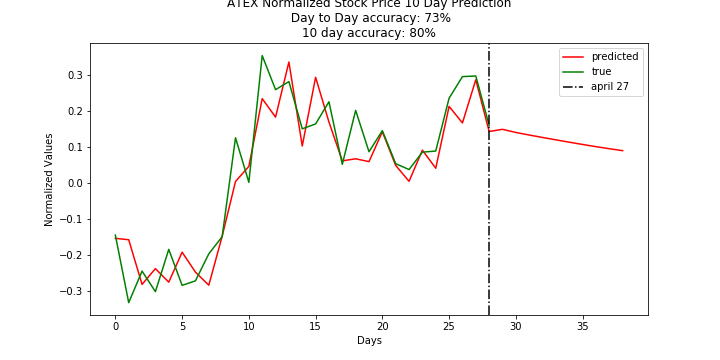 ATEX Normalized Stock Price 10 Day Prediction
Day to Day accuracy: 73%
10 day accuracy: 80%
predicted
true
april 27
Normalized Values
0.3
0.2
0.1
0.0
−0.1
−0.2
−0.3
0
5
10
15
20
25
30
35
Days